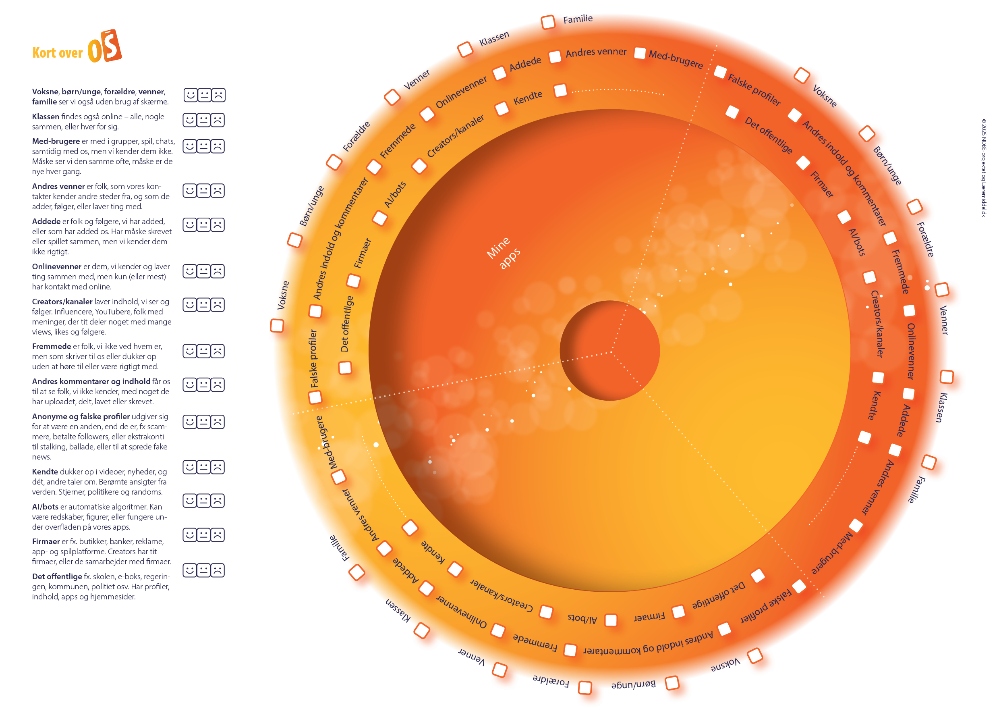 Kort over OS
Voksne, børn/unge, forældre, venner,
familie ser vi også uden brug af skærme.
Klassen findes også online – alle, nogle
sammen, eller hver for sig.
Med-brugere er med i grupper, spil, chats,
samtidig med os, men vi kender dem ikke.
Måske ser vi den samme ofte, måske er de
nye hver gang.
Andres venner er folk, som vores kon-
takter kender andre steder fra, og som de
adder, følger, eller laver ting med.
Addede er folk og følgere, vi har added,
eller som har added os. Har måske skrevet
eller spillet sammen, men vi kender dem
ikke rigtigt.
Onlinevenner er dem, vi kender og laver
ting sammen med, men kun (eller mest)
har kontakt med online.
Creators/kanaler laver indhold, vi ser og
følger. Influencere, YouTubere, folk med
meninger, der tit deler noget med mange
views, likes og følgere.
Fremmede er folk, vi ikke ved hvem er,
men som skriver til os eller dukker op
uden at høre til eller være rigtigt med.
Andres kommentarer og indhold får os
til at se folk, vi ikke kender, med noget de
har uploadet, delt, lavet eller skrevet.
Anonyme og falske profiler udgiver sig
for at være en anden, end de er, fx scam-
mere, betalte followers, eller ekstrakonti
til stalking, ballade, eller til at sprede fake
news.
Kendte dukker op i videoer, nyheder, og
dét, andre taler om. Berømte ansigter fra
verden. Stjerner, politikere og randoms.
AI/bots er automatiske algoritmer. Kan
være redskaber, figurer, eller fungere un-
der overfladen på vores apps.
Firmaer er fx. butikker, banker, reklame,
app- og spilplatforme. Creators har tit
firmaer, eller de samarbejder med firmaer.
Det offentlige fx. skolen, e-boks, regerin-
gen, kommunen, politiet osv. Har profiler,
indhold, apps og hjemmesider.
Voksne
Børn/unge
Forældre
Venner
Klassen
Familie
Falske profiler
Andres indold og kommentarer
Fremmede
Onlinevenner
Addede
Andres venner
Med-brugere
Det offentlige
Firmaer
AI/bots
Creators/kanaler
Kendte
Mine
apps
Voksne
Børn/unge
Forældre
Venner
Klassen
Familie
Falske profiler
Andres indold og kommentarer
Fremmede
Onlinevenner
Addede
Andres venner
Med-brugere
Det offentlige
Firmaer
AI/bots
Creators/kanaler
Kendte
Voksne
Børn/unge
Forældre
Venner
Klassen
Familie
Falske profiler
Andres indold og kommentarer
Fremmede
Onlinevenner
Addede
Andres venner
Med-brugere
Det offentlige
Firmaer
AI/bots
Creators/kanaler
Kendte
© 2025 NOBE-projektet og Læremiddel.dk